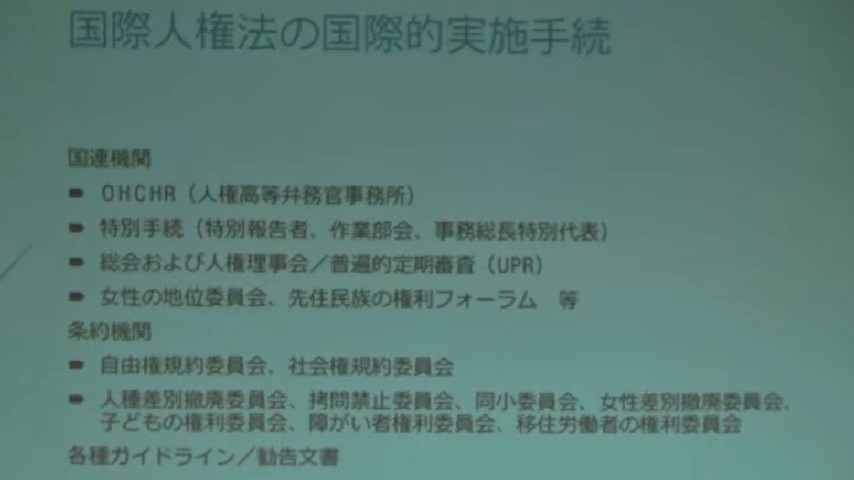 国際人権法の国際的実施手続
国連機関
➨ OHCHR（人権高等弁務官事務所）
➨ 特別手続（特別報告者、作業部会、事務総長特別代表）
➨ 総会および人権理事会／普遍的定期審査（UPR）
➨ 女性の地位委員会、先住民族の権利フォーラム　等
条約機関
➨ 自由権規約委員会、社会権規約委員会
➨ 人種差別撤廃委員会、拷問禁止委員会、同小委員会、女性差別撤廃委員会、
子どもの権利委員会、障がい者権利委員会、移住労働者の権利委員会
各種ガイドライン／勧告文書